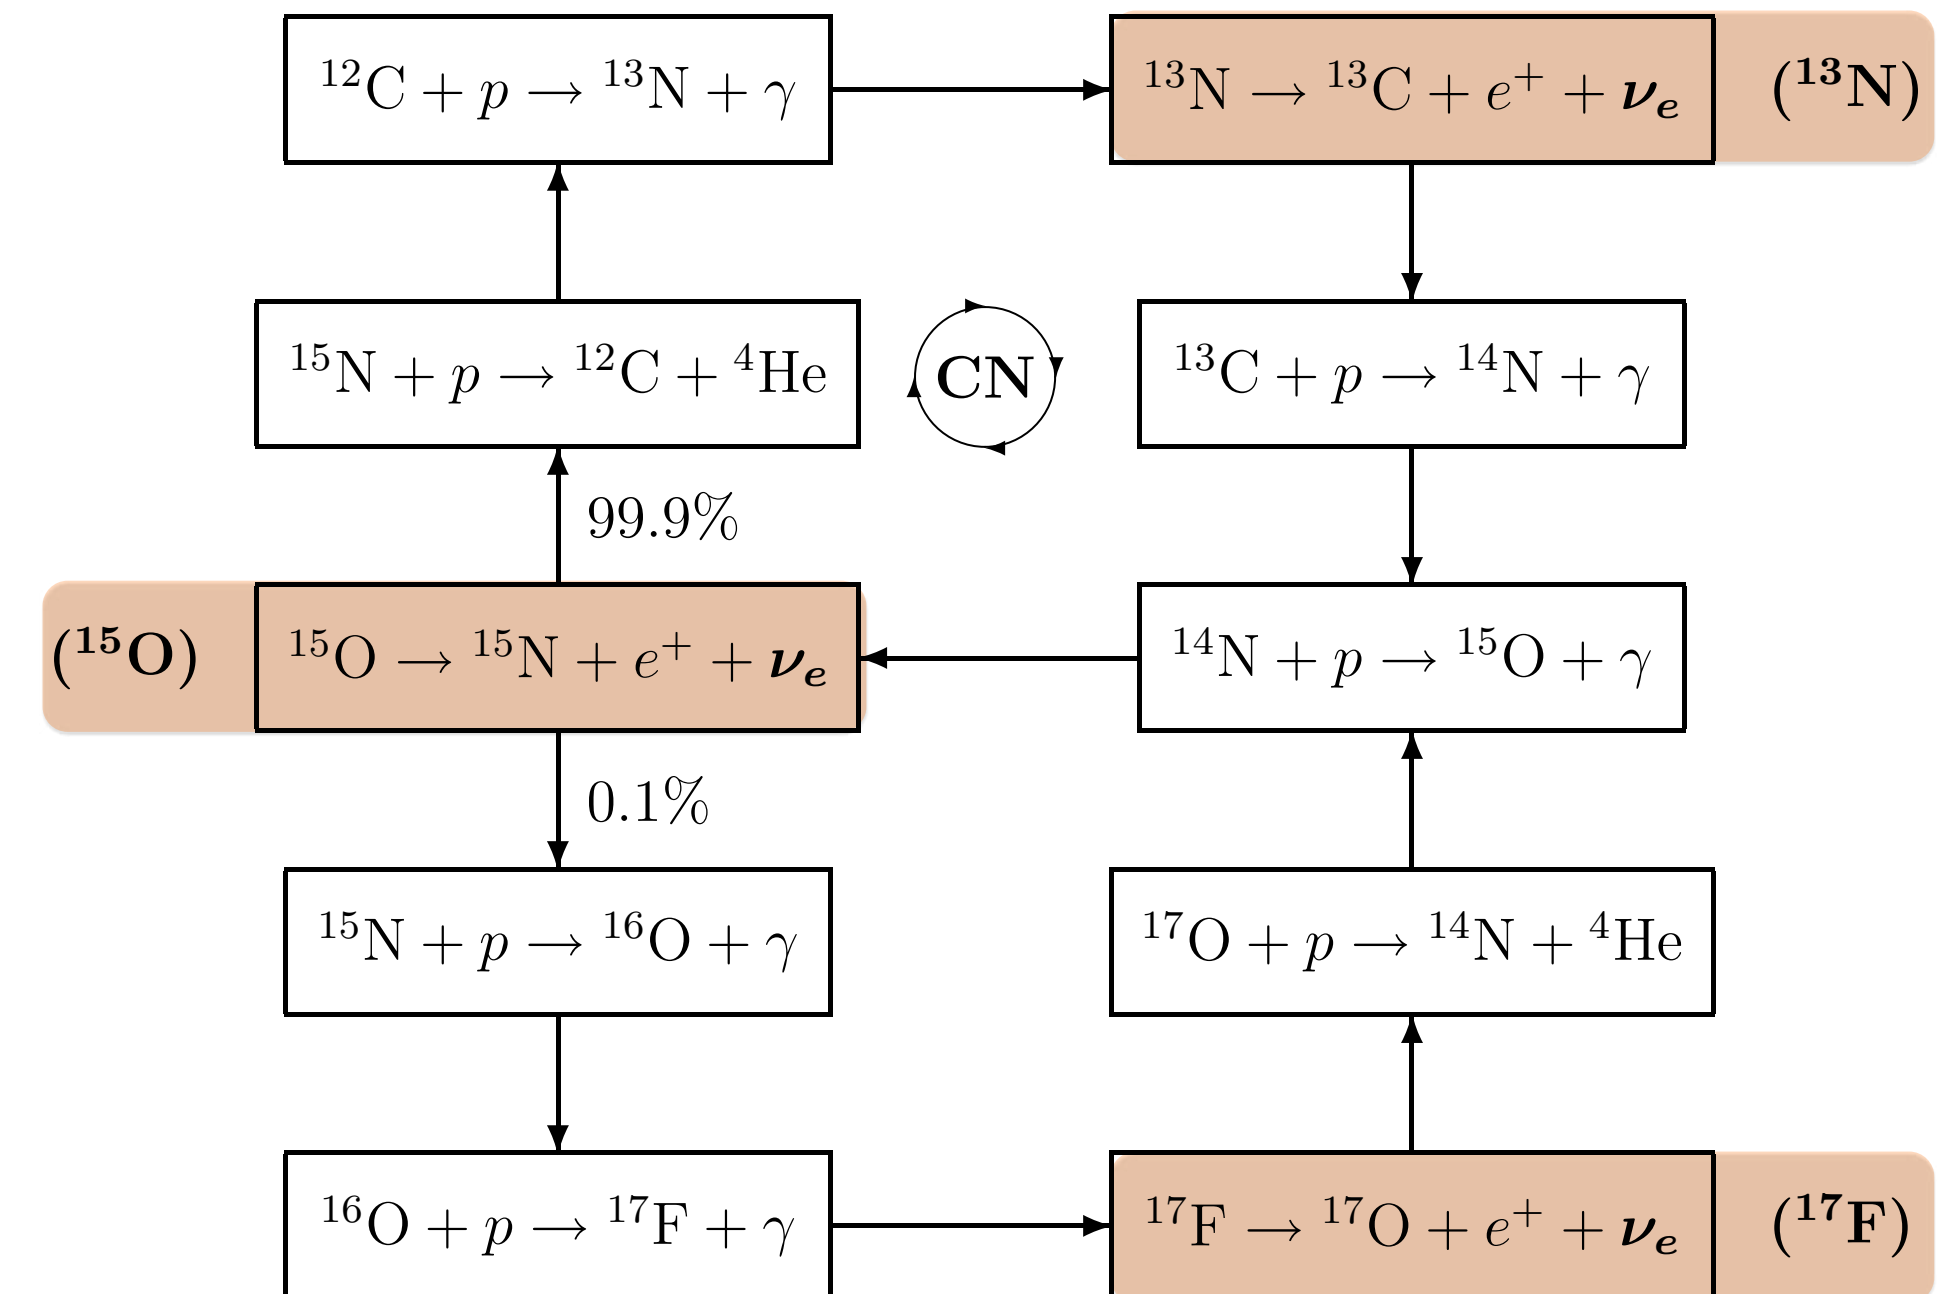 ¹²C + p → ¹³N + γ
¹³N → ¹³C + e⁺ + νₑ
(¹³N)
¹⁵N + p → ¹²C + ⁴He
CN
¹³C + p → ¹⁴N + γ
99.9%
(¹⁵O)
¹⁵O → ¹⁵N + e⁺ + νₑ
¹⁴N + p → ¹⁵O + γ
0.1%
¹⁵N + p → ¹⁶O + γ
¹⁷O + p → ¹⁴N + ⁴He
¹⁶O + p → ¹⁷F + γ
¹⁷F → ¹⁷O + e⁺ + νₑ
(¹⁷F)